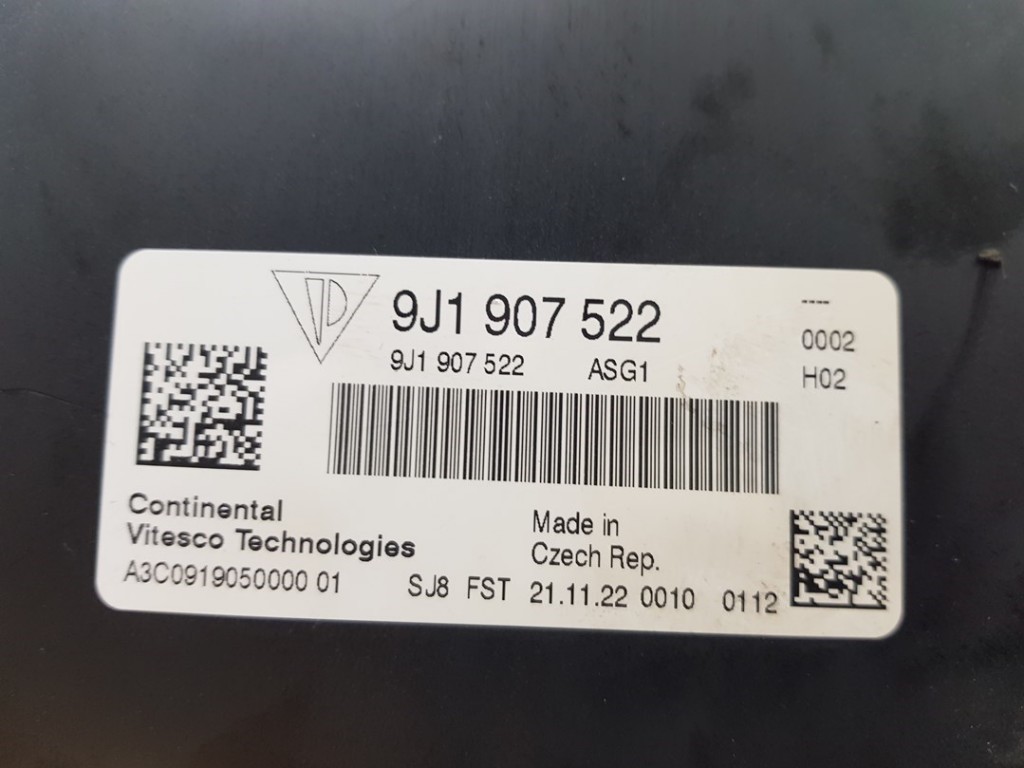 9J1 907 522
9J1 907 522 ASG1
----
0002
H02
Continental
Vitesco Technologies
A3C0919050000 01
Made in
Czech Rep.
SJ8 FST 21.11.22 0010 0112